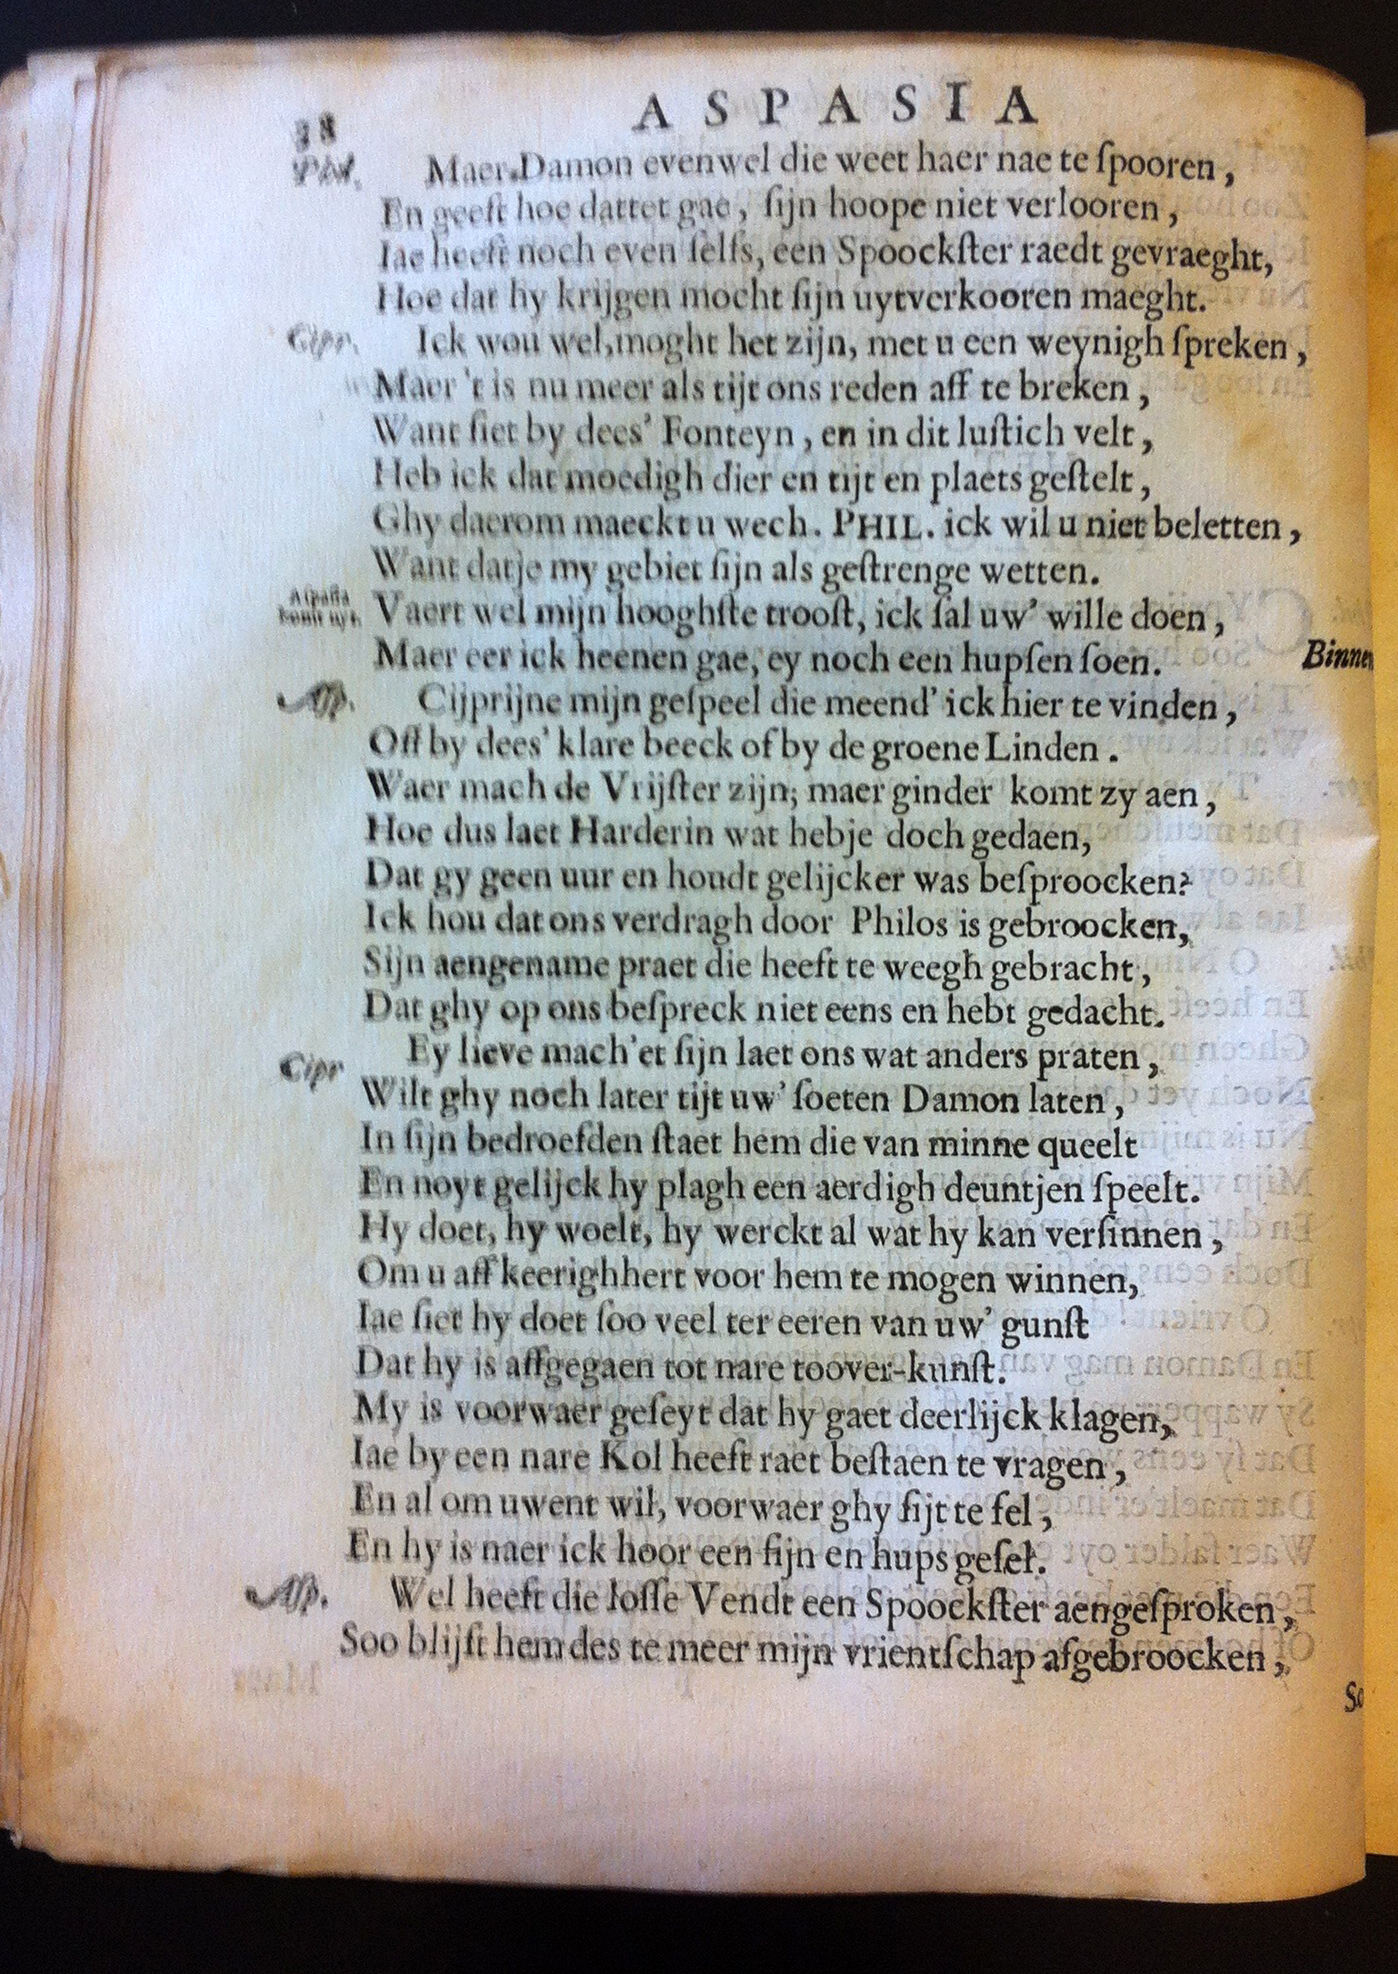 ASPASIA
38
Phil. Maer Damon evenwel die weet haer nae te ſpooren,
En geeft hoe dattet gae, ſijn hoope niet verlooren,
Iae heeft noch even ſelfs, een Spoockſter raedt gevraeght,
Hoe dat hy krijgen mocht ſijn uytverkooren maeght.
Cipr. Ick wou wel, moght het zijn, met u een weynigh ſpreken,
Maer 't is nu meer als tijt ons reden aff te breken,
Want ſiet by dees' Fonteyn, en in dit luſtich velt,
Heb ick dat moedigh dier en tijt en plaets geſtelt,
Ghy daerom maeckt u wech. PHIL. ick wil u niet beletten,
Want datje my gebiet ſijn als geſtrenge wetten.
Aſpaſia komt uyt. Vaert wel mijn hooghſte trooſt, ick ſal uw' wille doen,
Maer eer ick heenen gae, ey noch een hupſen ſoen. Binnen
Aſp. Cijprijne mijn geſpeel die meend' ick hier te vinden,
Off by dees' klare beeck of by de groene Linden.
Waer mach de Vrijſter zijn; maer ginder komt zy aen,
Hoe dus laet Harderin wat hebje doch gedaen,
Dat gy geen uur en houdt gelijcker was beſproocken?
Ick hou dat ons verdragh door Philos is gebroocken,
Sijn aengename praet die heeft te weegh gebracht,
Dat ghy op ons beſpreck niet eens en hebt gedacht.
Cipr Ey lieve mach'et ſijn laet ons wat anders praten,
Wilt ghy noch later tijt uw' ſoeten Damon laten,
In ſijn bedroefden ſtaet hem die van minne queelt
En noyt gelijck hy plagh een aerdigh deuntjen ſpeelt.
Hy doet, hy woelt, hy werckt al wat hy kan verſinnen,
Om u aff keerigh hert voor hem te mogen winnen,
Iae ſiet hy doet ſoo veel ter eeren van uw' gunſt
Dat hy is affgegaen tot nare toover-kunſt.
My is voorwaer geſeyt dat hy gaet deerlijck klagen,
Iae by een nare Kol heeft raet beſtaen te vragen,
En al om uwent wil, voorwaer ghy ſijt te fel,
En hy is naer ick hoor een fijn en hups geſel.
Aſp. Wel heeft die loſſe Vendt een Spoockſter aengeſproken,
Soo blijft hem des te meer mijn vrientſchap afgebroocken,
So